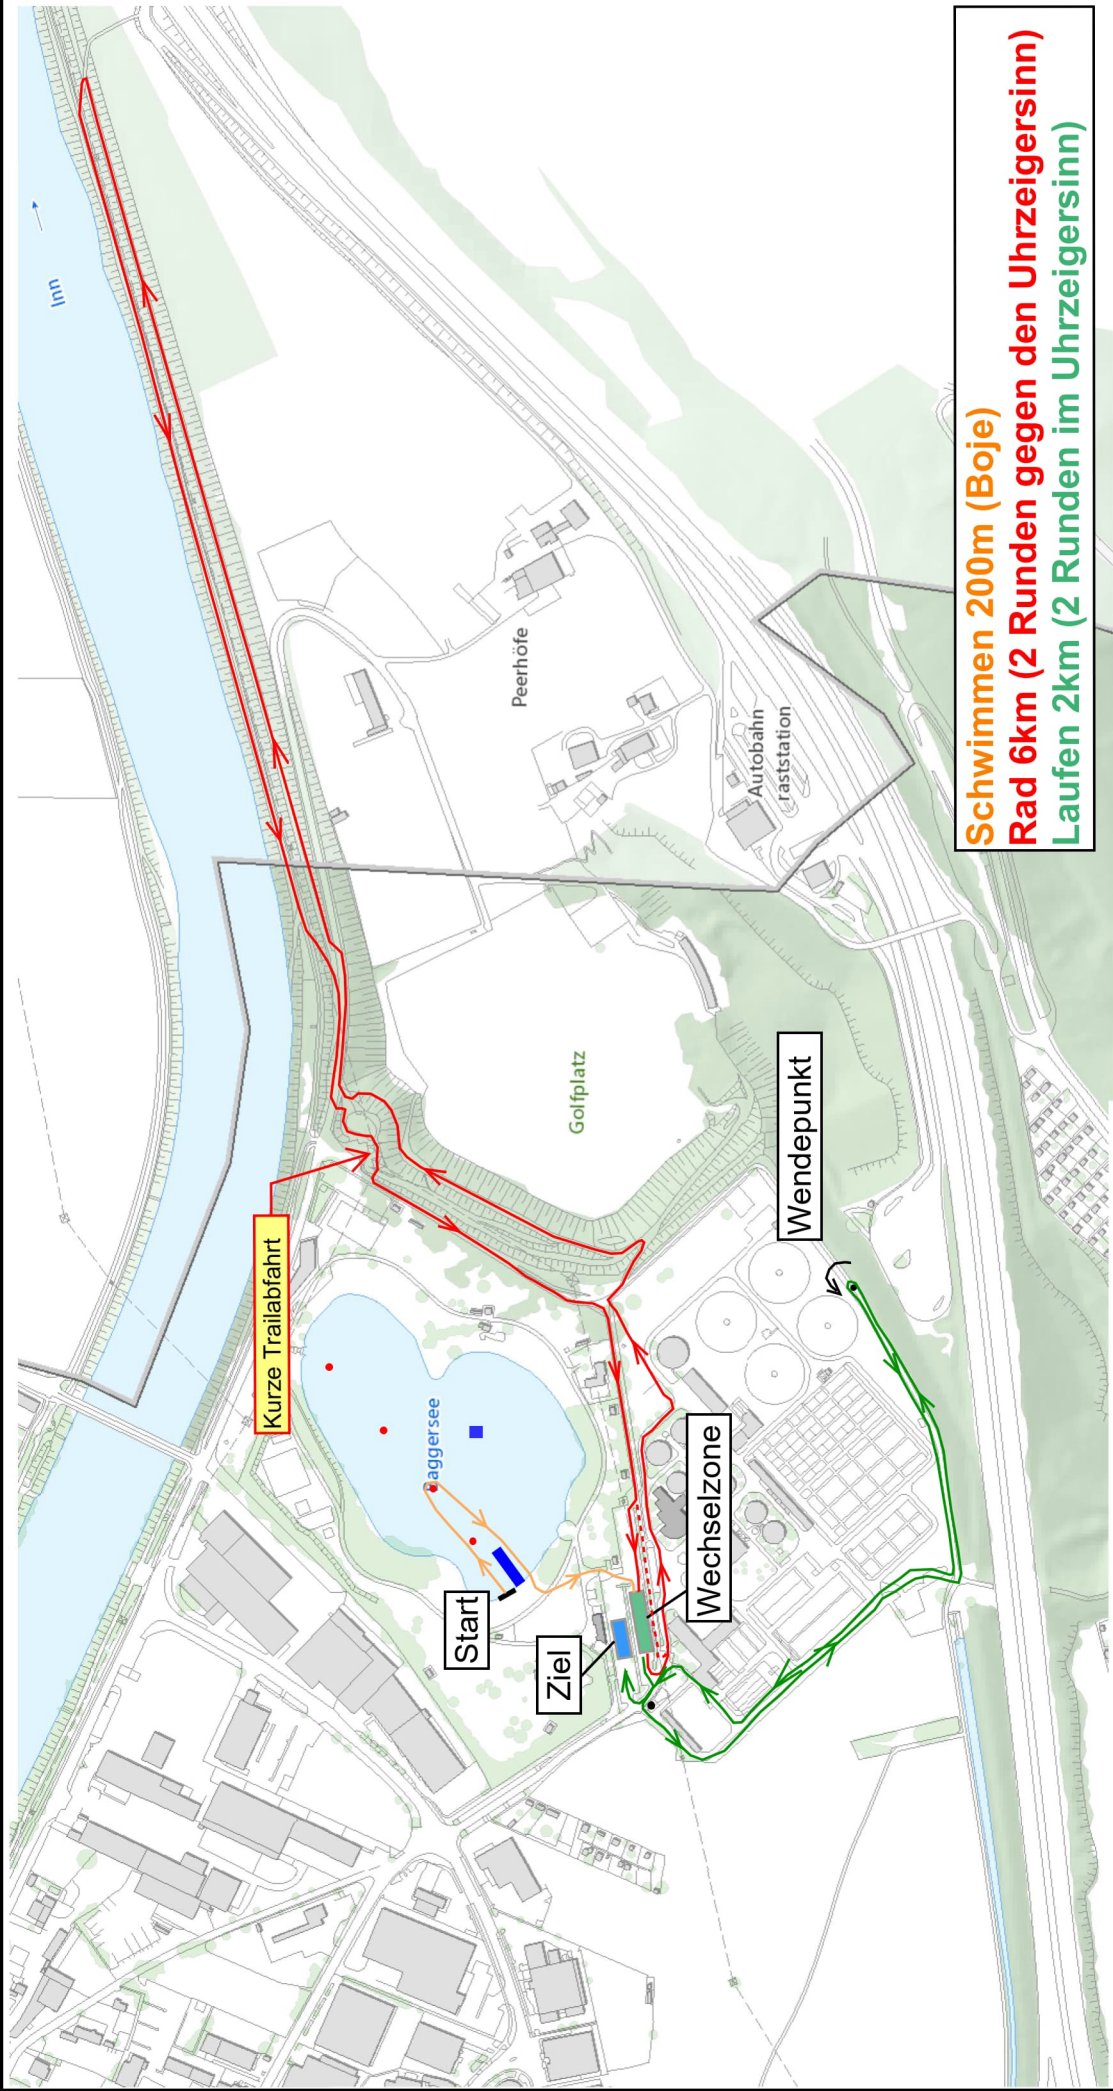 Inn
Kurze Trailabfahrt
Baggersee
Start
Ziel
Wechselzone
Wendepunkt
Golfplatz
Peerhöfe
Autobahn
raststation
Schwimmen 200m (Boje)
Rad 6km (2 Runden gegen den Uhrzeigersinn)
Laufen 2km (2 Runden im Uhrzeigersinn)